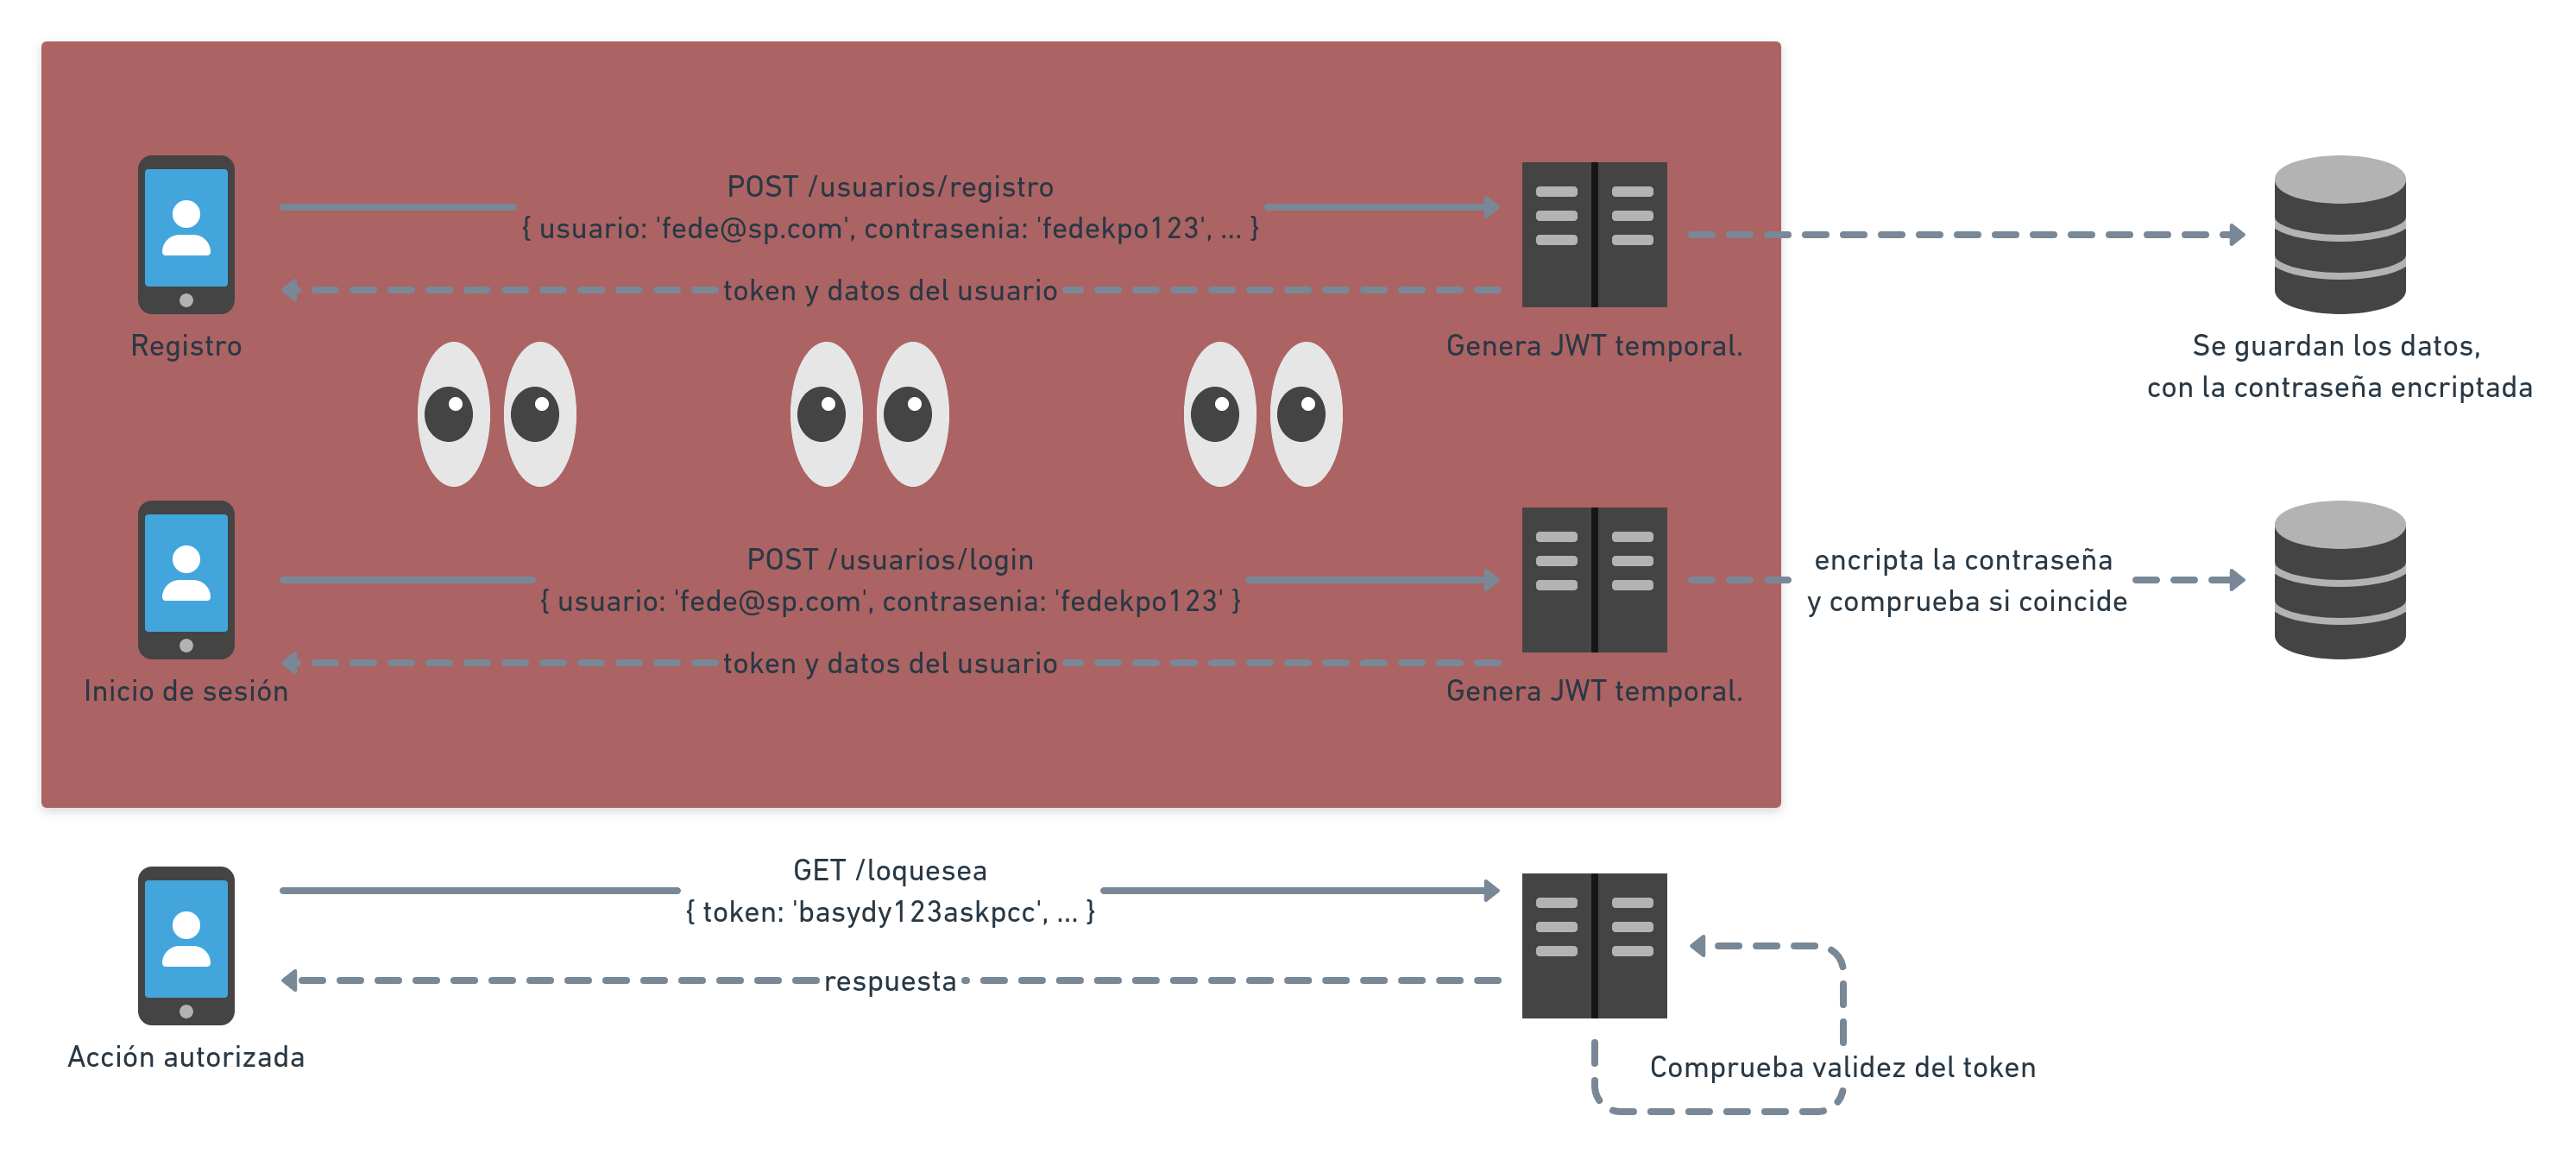 POST /usuarios/registro
{ usuario: 'fede@sp.com', contrasenia: 'fedekpo123', ... }
token y datos del usuario
Registro
Genera JWT temporal.
Se guardan los datos,
con la contraseña encriptada
POST /usuarios/login
{ usuario: 'fede@sp.com', contrasenia: 'fedekpo123' }
encripta la contraseña
y comprueba si coincide
token y datos del usuario
Inicio de sesión
Genera JWT temporal.
GET /loquesea
{ token: 'basydy123askpcc', ... }
respuesta
Acción autorizada
Comprueba validez del token